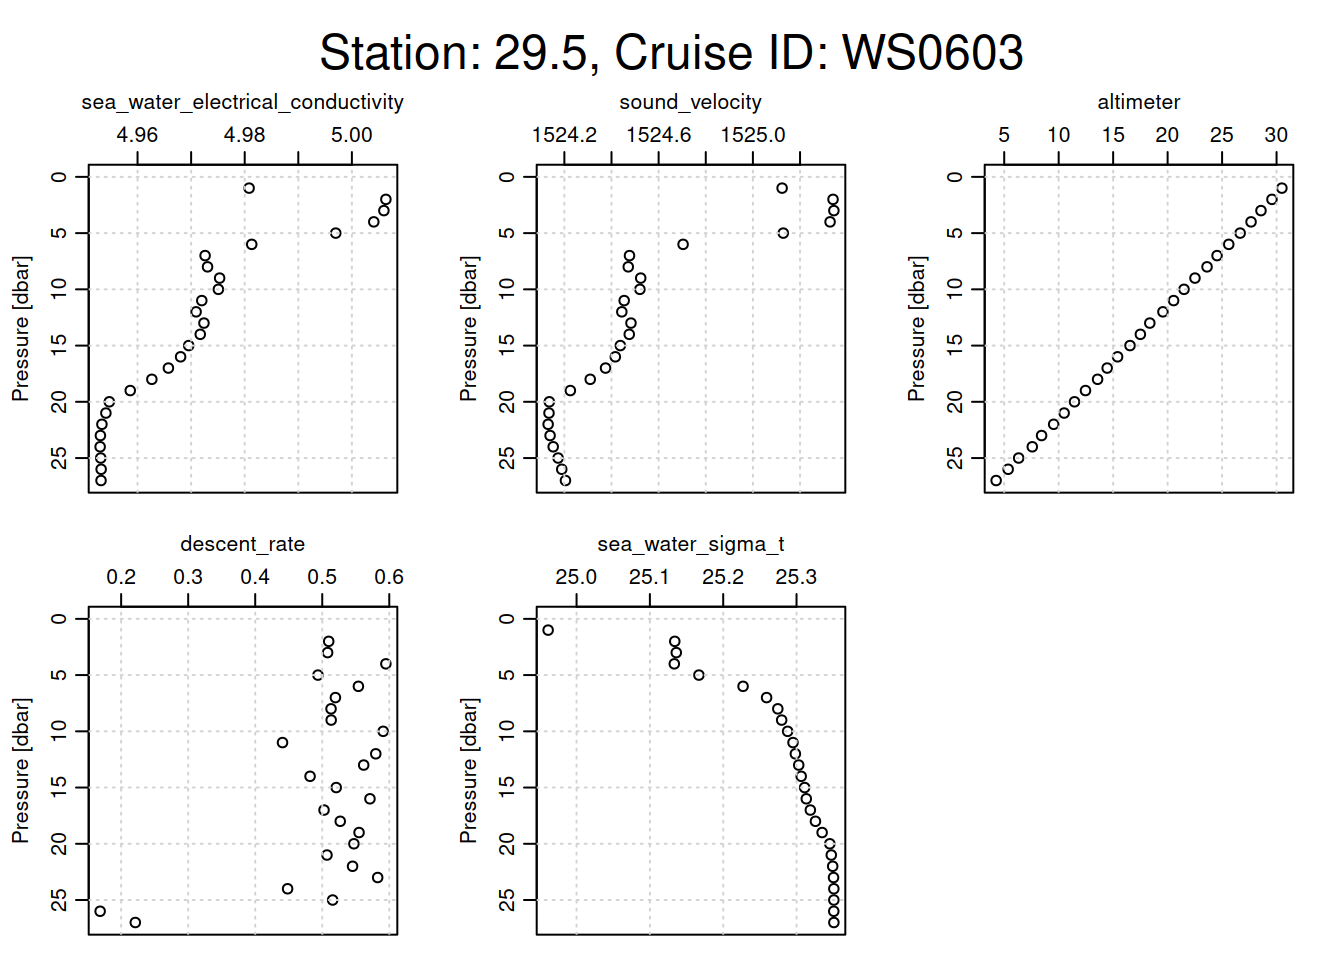 Station: 29.5, Cruise ID: WS0603
sea_water_electrical_conductivity
4.96 4.98 5.00
Pressure [dbar]
0 5 10 15 20 25
sound_velocity
1524.2 1524.6 1525.0
Pressure [dbar]
0 5 10 15 20 25
altimeter
5 10 15 20 25 30
Pressure [dbar]
0 5 10 15 20 25
descent_rate
0.2 0.3 0.4 0.5 0.6
Pressure [dbar]
0 5 10 15 20 25
sea_water_sigma_t
25.0 25.1 25.2 25.3
Pressure [dbar]
0 5 10 15 20 25